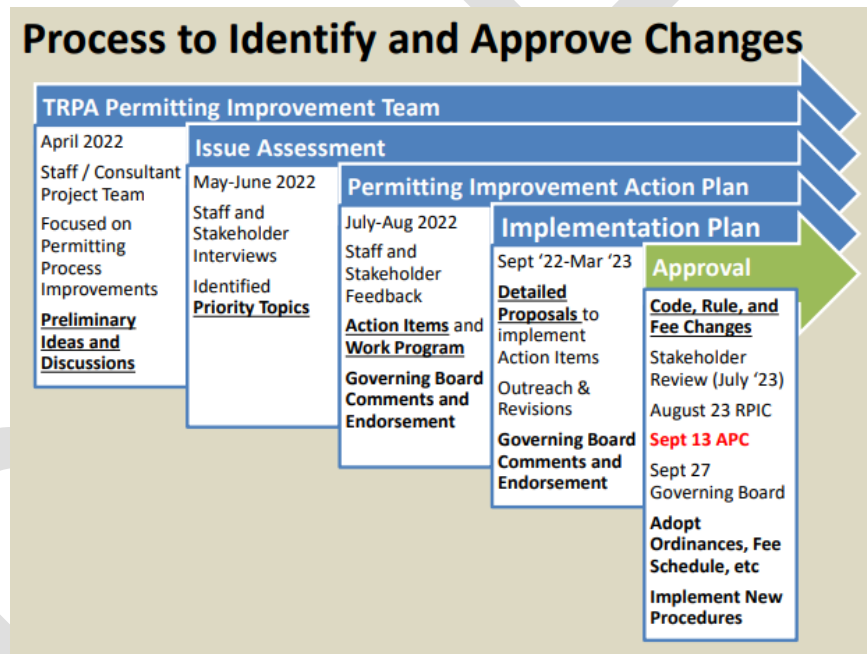 Process to Identify and Approve Changes
TRPA Permitting Improvement Team
April 2022
Staff / Consultant
Project Team
Focused on
Permitting
Process
Improvements
Preliminary
Ideas and
Discussions
Issue Assessment
May-June 2022
Staff and
Stakeholder
Interviews
Identified
Priority Topics
Permitting Improvement Action Plan
July-Aug 2022
Staff and
Stakeholder
Feedback
Action Items and
Work Program
Governing Board
Comments and
Endorsement
Implementation Plan
Sept ‘22-Mar ‘23
Detailed
Proposals to
implement
Action Items
Outreach &
Revisions
Governing Board
Comments and
Endorsement
Approval
Code, Rule, and
Fee Changes
Stakeholder
Review (July ‘23)
August 23 RPIC
Sept 13 APC
Sept 27
Governing Board
Adopt
Ordinances, Fee
Schedule, etc
Implement New
Procedures